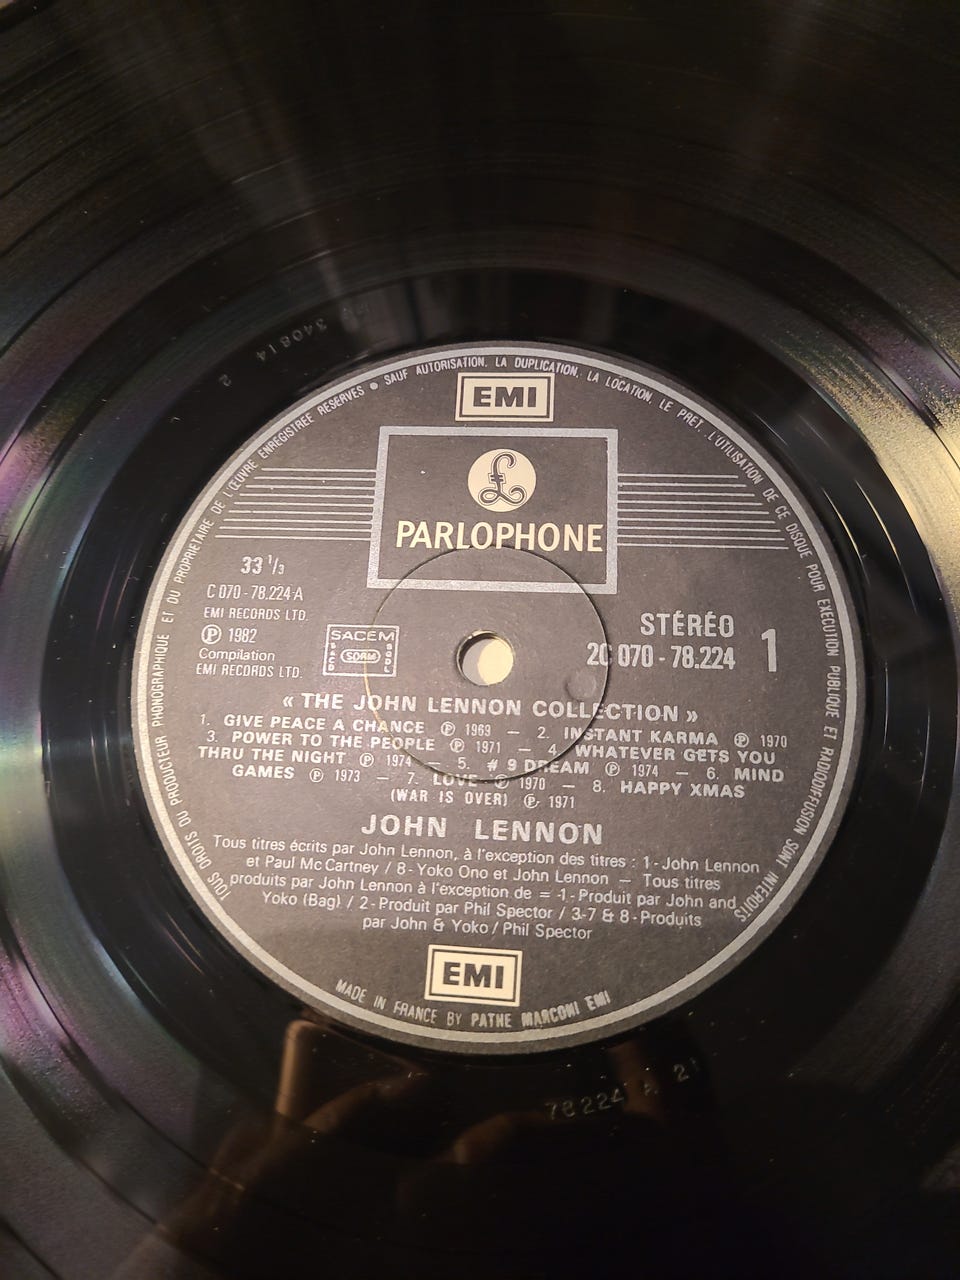 340814 2
TOUS DROITS DU PRODUCTEUR PHONOGRAPHIQUE ET DU PROPRIETAIRE DE L'ŒUVRE ENREGISTREE RESERVES ● SAUF AUTORISATION, LA DUPLICATION, LA LOCATION, LE PRET, L'UTILISATION DE CE DISQUE POUR EXECUTION PUBLIQUE ET RADIODIFFUSION SONT INTERDITS
EMI
£
PARLOPHONE
33 1/3
C 070 - 78.224 A
EMI RECORDS LTD.
Ⓟ 1982
Compilation
EMI RECORDS LTD.
SACEM
SACD SDRM SGDL
STÉRÉO
2C 070 - 78.224
1
« THE JOHN LENNON COLLECTION »
1. GIVE PEACE A CHANCE Ⓟ 1969 — 2. INSTANT KARMA Ⓟ 1970
3. POWER TO THE PEOPLE Ⓟ 1971 — 4. WHATEVER GETS YOU
THRU THE NIGHT Ⓟ 1974 — 5. # 9 DREAM Ⓟ 1974 — 6. MIND
GAMES Ⓟ 1973 — 7. LOVE Ⓟ 1970 — 8. HAPPY XMAS
(WAR IS OVER) Ⓟ 1971
JOHN LENNON
Tous titres écrits par John Lennon, à l'exception des titres : 1 - John Lennon
et Paul Mc Cartney / 8 - Yoko Ono et John Lennon — Tous titres
produits par John Lennon à l'exception de = -1- Produit par John and
Yoko (Bag) / 2 - Produit par Phil Spector / 3-7 & 8 - Produits
par John & Yoko / Phil Spector
EMI
MADE IN FRANCE BY PATHE MARCONI EMI
78224 A 21